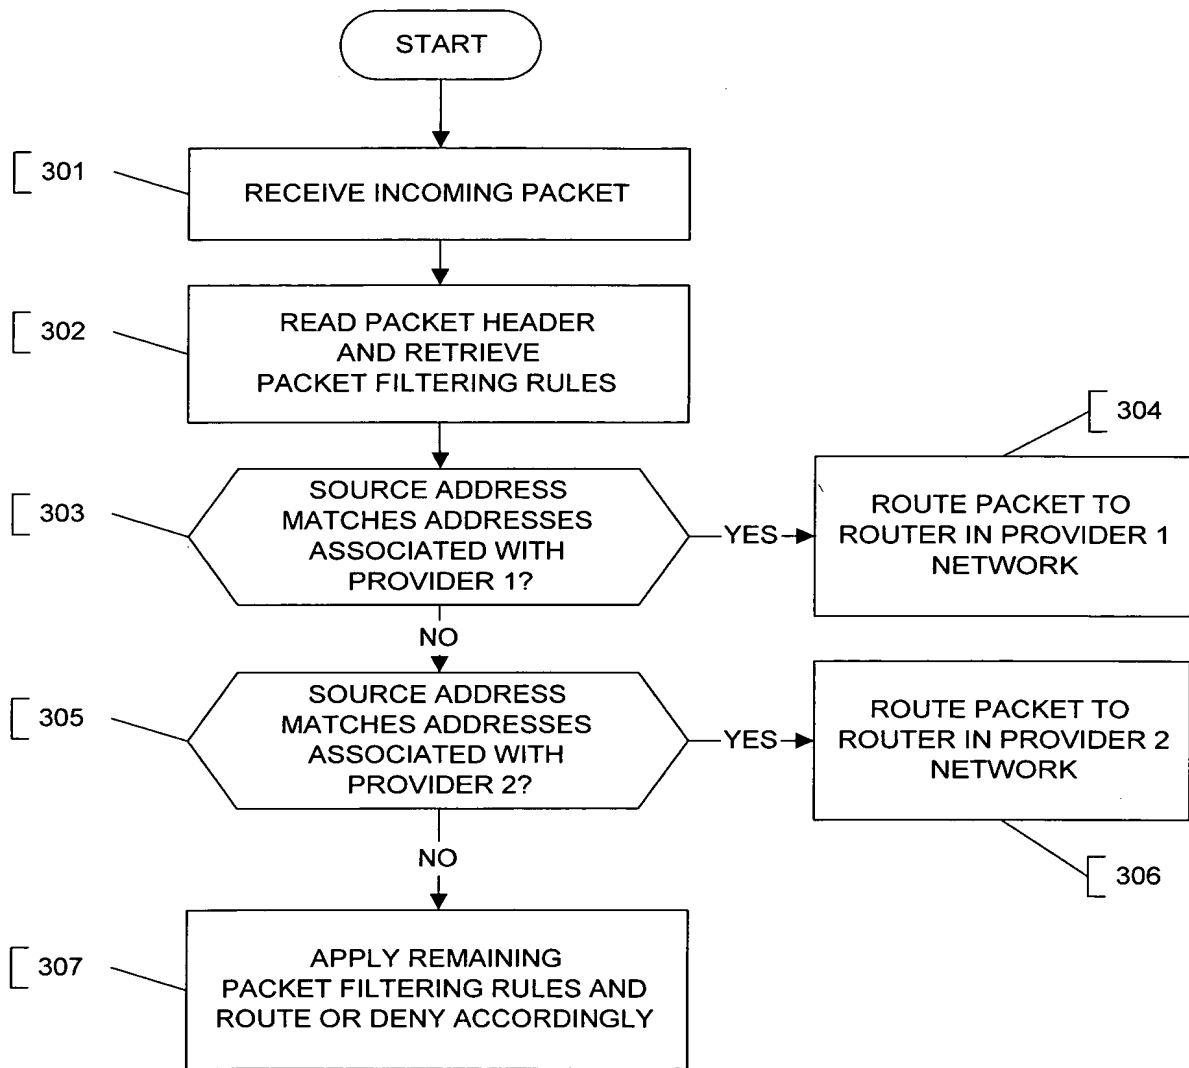 START
301
RECEIVE INCOMING PACKET
302
READ PACKET HEADER
AND RETRIEVE
PACKET FILTERING RULES
303
SOURCE ADDRESS
MATCHES ADDRESSES
ASSOCIATED WITH
PROVIDER 1?
YES
304
ROUTE PACKET TO
ROUTER IN PROVIDER 1
NETWORK
NO
305
SOURCE ADDRESS
MATCHES ADDRESSES
ASSOCIATED WITH
PROVIDER 2?
YES
ROUTE PACKET TO
ROUTER IN PROVIDER 2
NETWORK
306
NO
307
APPLY REMAINING
PACKET FILTERING RULES AND
ROUTE OR DENY ACCORDINGLY